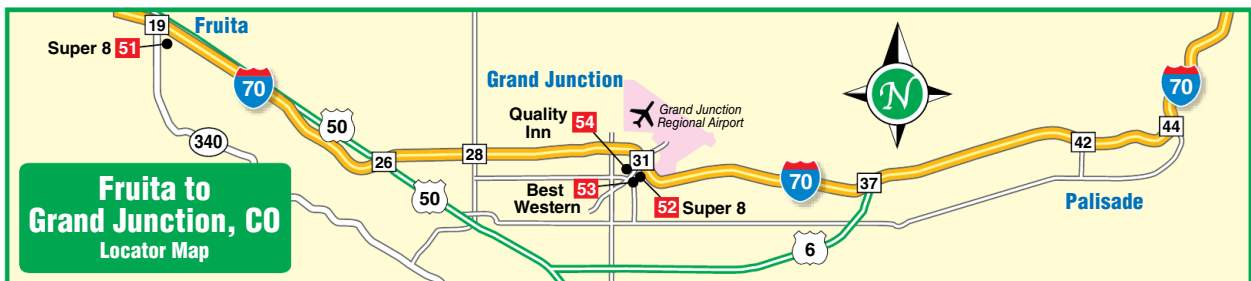 19
Fruita
Super 8 51
70
340
50
26
28
50
Grand Junction
Quality
Inn
54
Grand Junction
Regional Airport
31
Best
Western
53
52 Super 8
70
37
6
N
42
44
70
Palisade
Fruita to
Grand Junction, CO
Locator Map